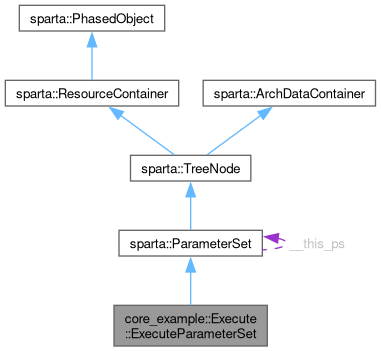 sparta::PhasedObject
sparta::ResourceContainer
sparta::ArchDataContainer
sparta::TreeNode
sparta::ParameterSet
__this_ps
core_example::Execute
::ExecuteParameterSet